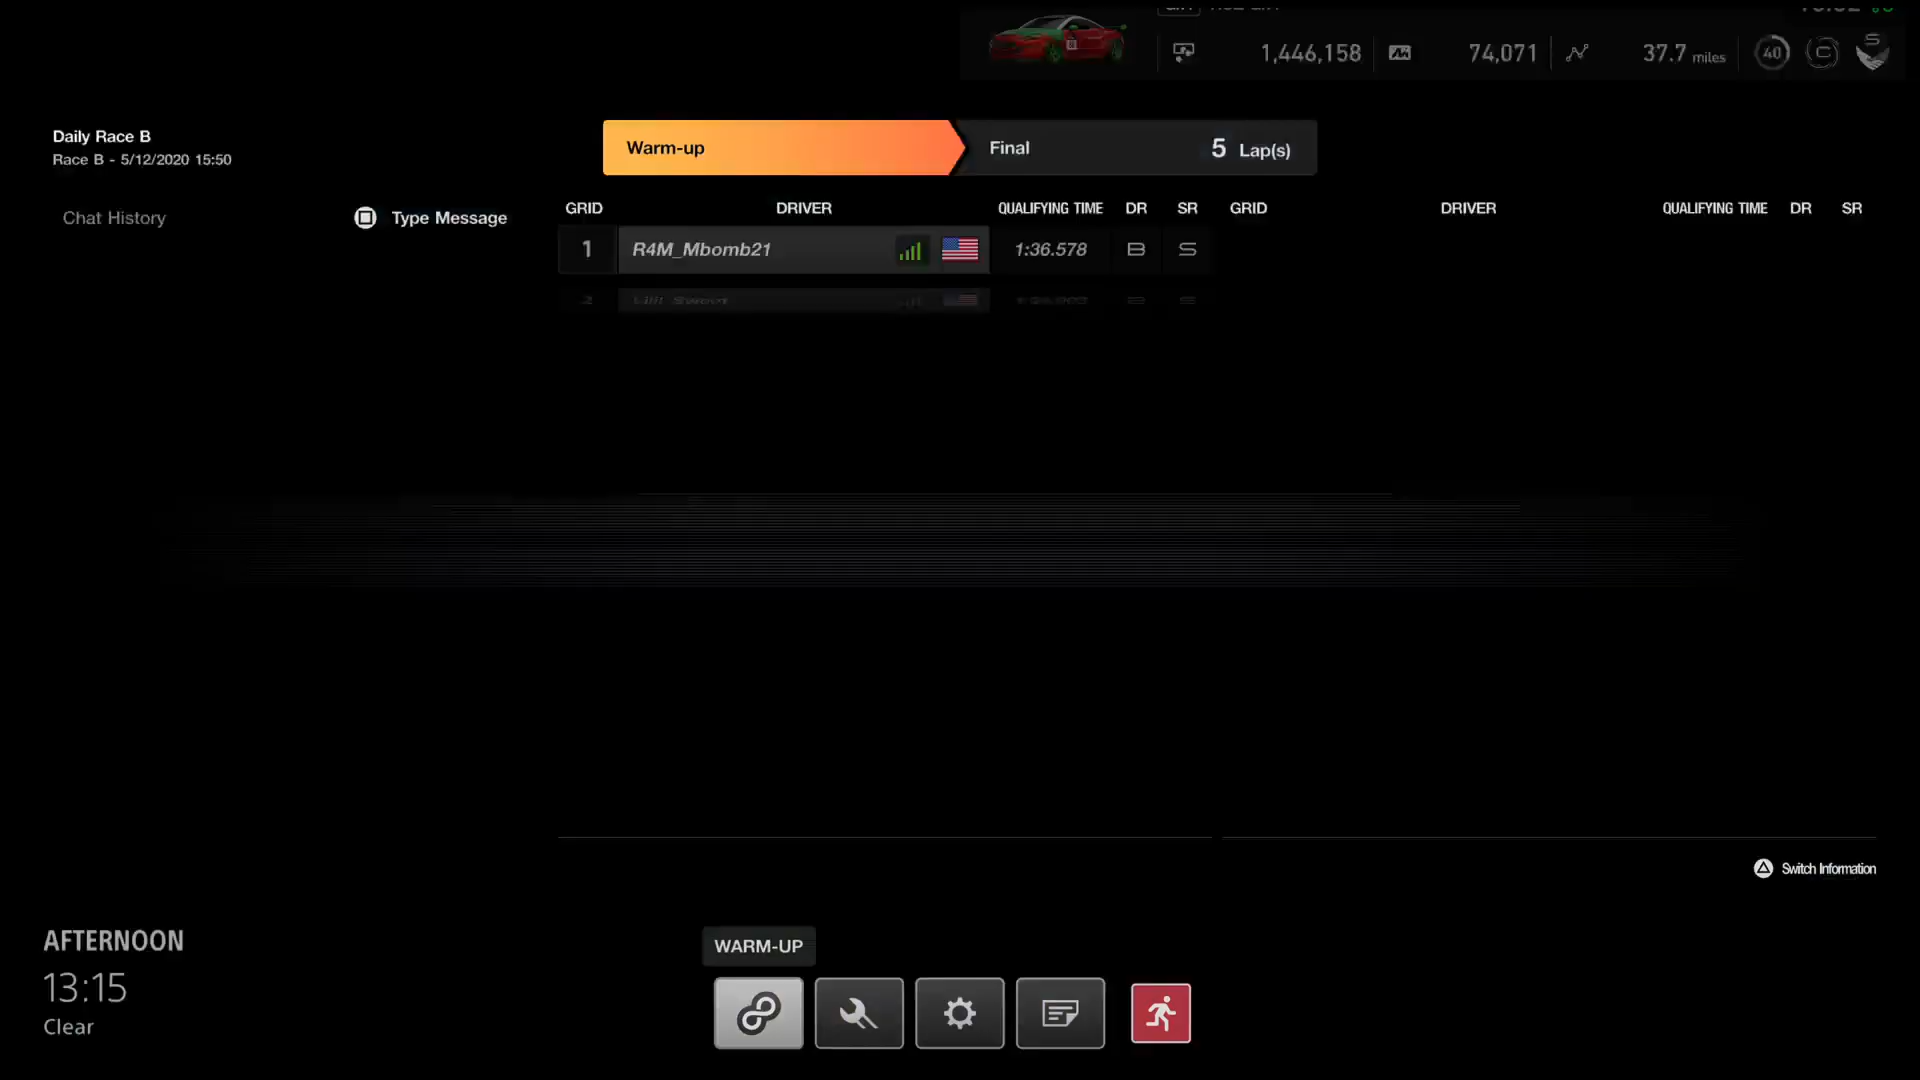 1,446,158 74,071 37.7 miles 40 C S
Daily Race B
Race B - 5/12/2020 15:50
Warm-up Final 5 Lap(s)
Chat History Type Message
GRID DRIVER QUALIFYING TIME DR SR GRID DRIVER QUALIFYING TIME DR SR
1 R4M_Mbomb21 1:36.578 B S
2
Switch Information
AFTERNOON
13:15
Clear
WARM-UP